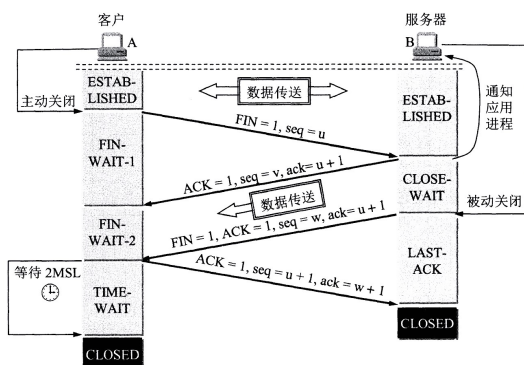 客户
服务器
A
B
ESTAB-
LISHED
数据传送
ESTAB-
LISHED
通知
应用
进程
主动关闭
FIN = 1, seq = u
FIN-
WAIT-1
ACK = 1, seq = v, ack= u + 1
CLOSE-
WAIT
数据传送
被动关闭
FIN = 1, ACK = 1, seq = w, ack= u + 1
FIN-
WAIT-2
ACK = 1, seq = u + 1, ack = w + 1
LAST-
ACK
等待 2MSL
TIME-
WAIT
CLOSED
CLOSED